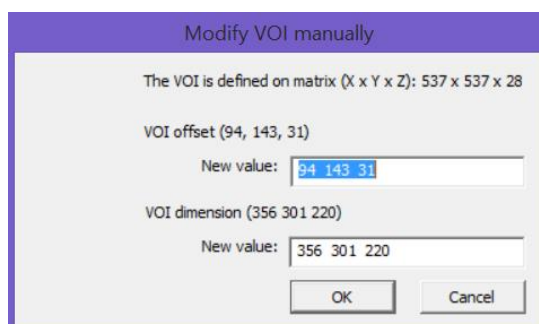 Modify VOI manually
The VOI is defined on matrix (X x Y x Z): 537 x 537 x 28
VOI offset (94, 143, 31)
New value: 94 143 31
VOI dimension (356 301 220)
New value: 356 301 220
OK Cancel